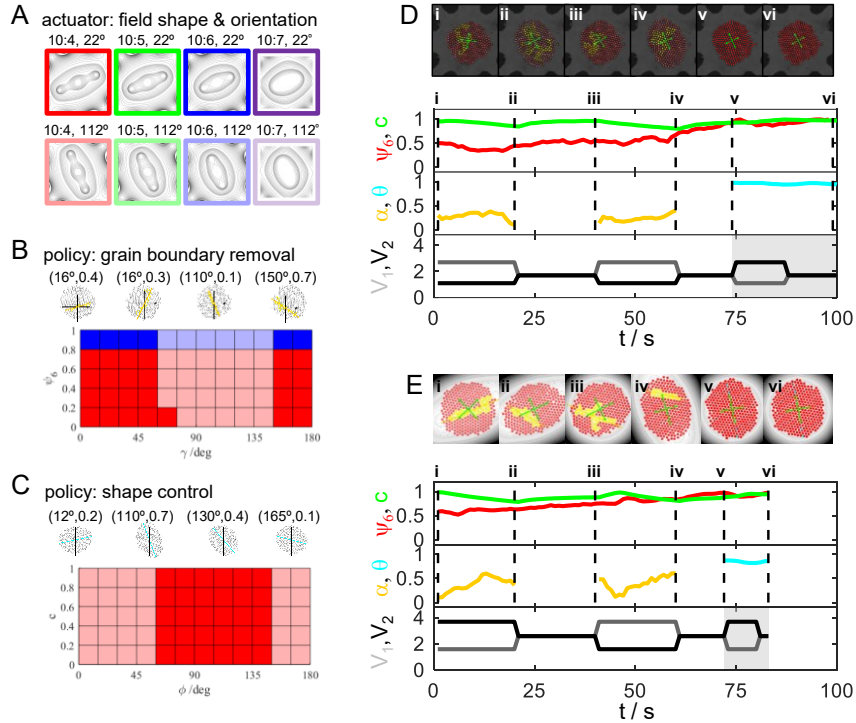 A
actuator: field shape & orientation
10:4, 22º 10:5, 22º 10:6, 22º 10:7, 22˚
10:4, 112º 10:5, 112º 10:6, 112º 10:7, 112˚
B
policy: grain boundary removal
(16º,0.4) (16º,0.3) (110º,0.1) (150º,0.7)
1
0.8
0.6
0.4
0.2
0
ψ6
0 45 90 135 180
γ /deg
C
policy: shape control
(12º,0.2) (110º,0.7) (130º,0.4) (165º,0.1)
1
0.8
0.6
0.4
0.2
0
c
0 45 90 135 180
ϕ /deg
D
i ii iii iv v vi
i ii iii iv v vi
ψ6, c
1
0.5
0
α, θ
1
0.5
0
V1,V2
4
2
0
0 25 50 75 100
t / s
E
i ii iii iv v vi
i ii iii iv v vi
ψ6, c
1
0.5
0
α, θ
1
0.5
0
V1,V2
4
2
0
0 25 50 75 100
t / s